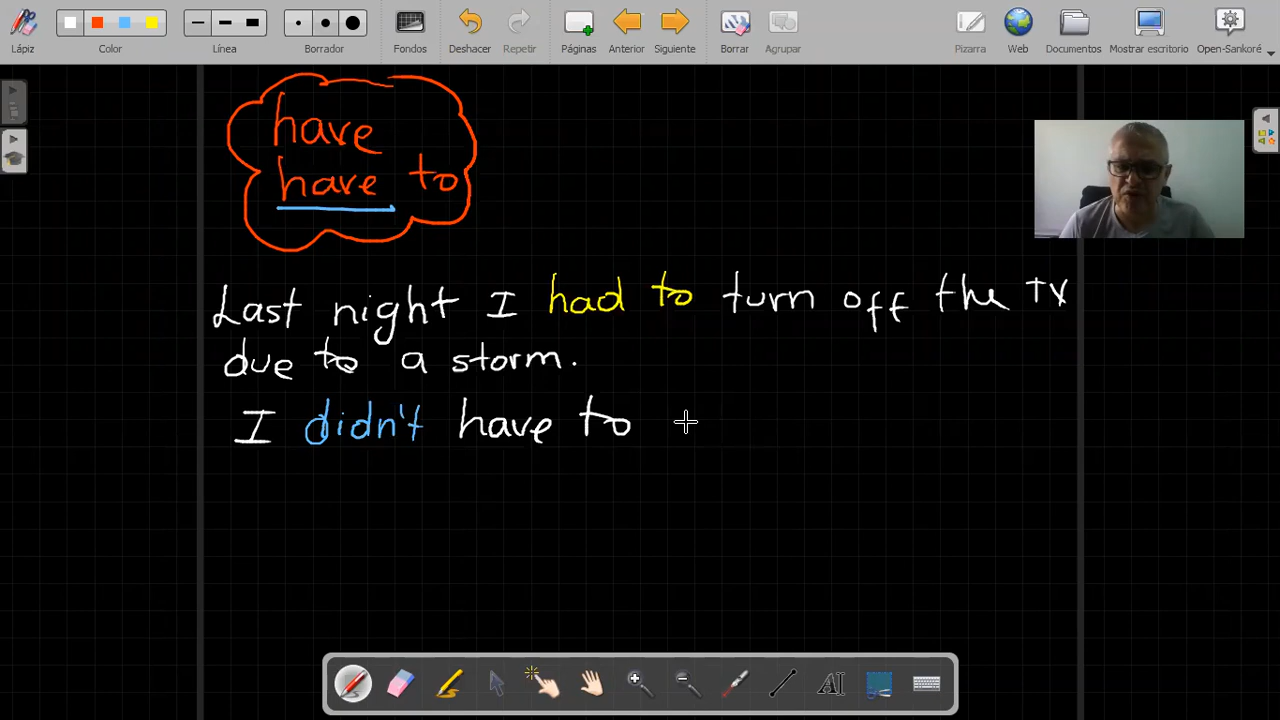 Lápiz Color Línea Borrador Fondos Deshacer Repetir Páginas Anterior Siguiente Borrar Agrupar Pizarra Web Documentos Mostrar escritorio Open-Sankoré
have
have to
Last night I had to turn off the TV
due to a storm.
I didn't have to
AI